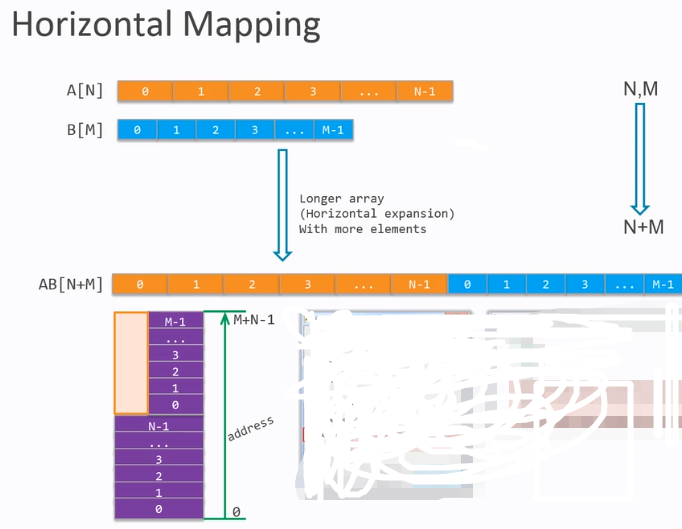 Horizontal Mapping
A[N] 0 1 2 3 ... N-1
N,M
B[M] 0 1 2 3 ... M-1
Longer array
(Horizontal expansion)
With more elements
N+M
AB[N+M] 0 1 2 3 ... N-1 0 1 2 3 ... M-1
M-1
...
3
2
1
0
N-1
...
3
2
1
0
M+N-1
address
0